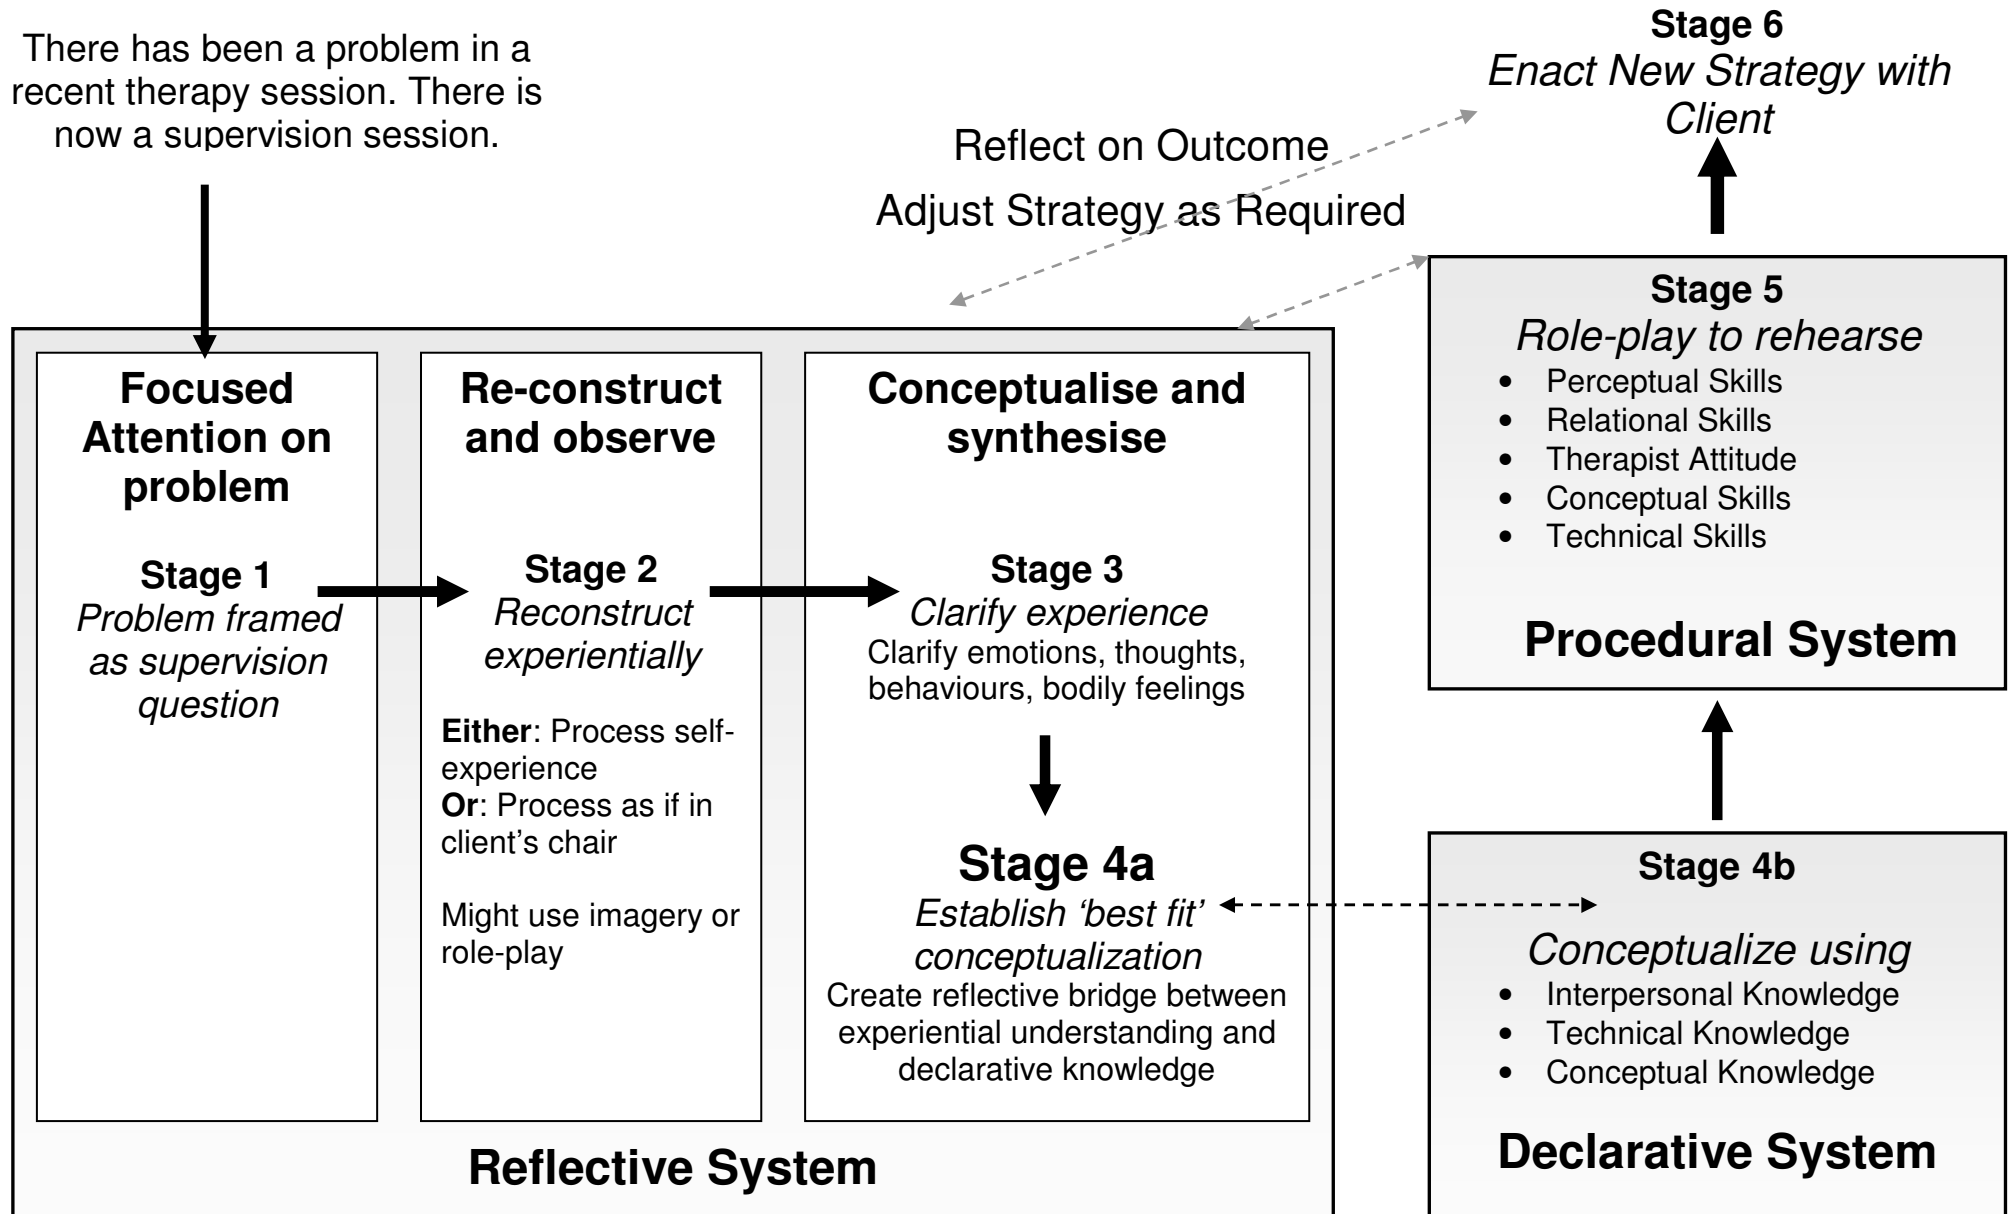 There has been a problem in a
recent therapy session. There is
now a supervision session.
Stage 6
Enact New Strategy with
Client
Reflect on Outcome
Adjust Strategy as Required
Focused
Attention on
problem
Stage 1
Problem framed
as supervision
question
Re-construct
and observe
Stage 2
Reconstruct
experientially
Either: Process self-
experience
Or: Process as if in
client’s chair
Might use imagery or
role-play
Conceptualise and
synthesise
Stage 3
Clarify experience
Clarify emotions, thoughts,
behaviours, bodily feelings
Stage 4a
Establish ‘best fit’
conceptualization
Create reflective bridge between
experiential understanding and
declarative knowledge
Reflective System
Stage 5
Role-play to rehearse
• Perceptual Skills
• Relational Skills
• Therapist Attitude
• Conceptual Skills
• Technical Skills
Procedural System
Stage 4b
Conceptualize using
• Interpersonal Knowledge
• Technical Knowledge
• Conceptual Knowledge
Declarative System